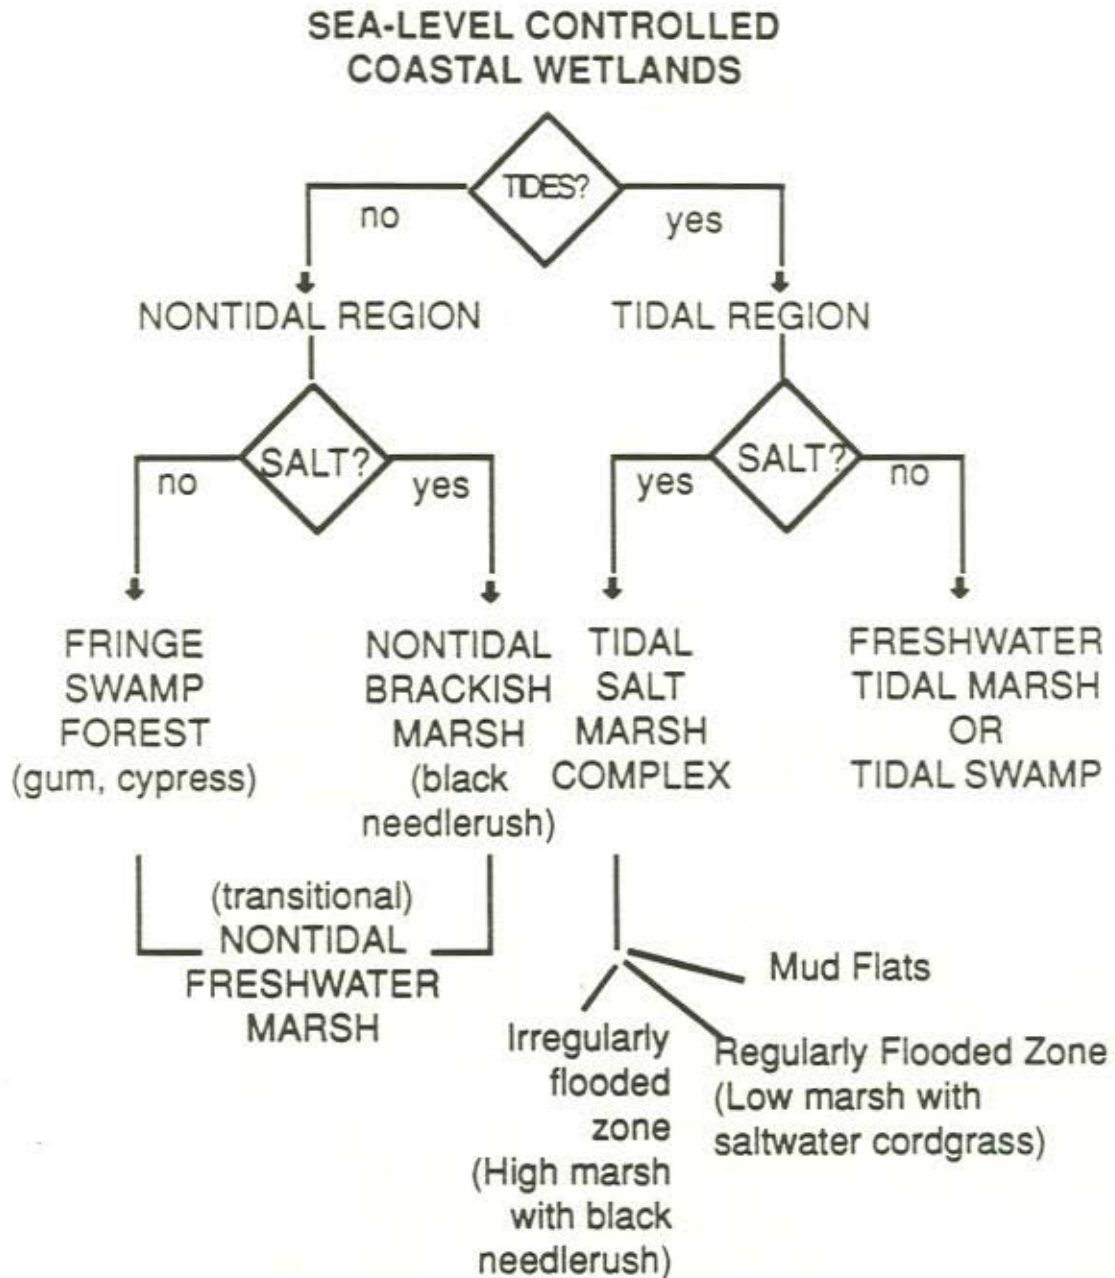 SEA-LEVEL CONTROLLED
COASTAL WETLANDS
TIDES?
no
yes
NONTIDAL REGION
TIDAL REGION
SALT?
no
yes
SALT?
yes
no
FRINGE
SWAMP
FOREST
(gum, cypress)
NONTIDAL
BRACKISH
MARSH
(black
needlerush)
TIDAL
SALT
MARSH
COMPLEX
FRESHWATER
TIDAL MARSH
OR
TIDAL SWAMP
(transitional)
NONTIDAL
FRESHWATER
MARSH
Irregularly
flooded
zone
(High marsh
with black
needlerush)
Mud Flats
Regularly Flooded Zone
(Low marsh with
saltwater cordgrass)